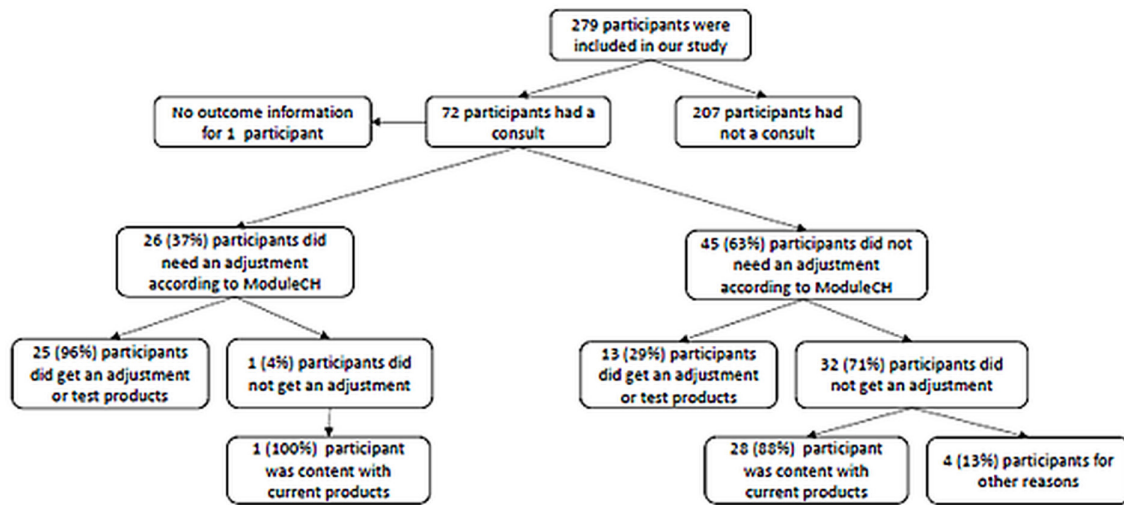 279 participants were
included in our study
No outcome information
for 1 participant
72 participants had a
consult
207 participants had
not a consult
26 (37%) participants did
need an adjustment
according to ModuleCH
45 (63%) participants did not
need an adjustment
according to ModuleCH
25 (96%) participants
did get an adjustment
or test products
1 (4%) participants did
not get an adjustment
13 (29%) participants
did get an adjustment
or test products
32 (71%) participants did
not get an adjustment
1 (100%) participant
was content with
current products
28 (88%) participant
was content with
current products
4 (13%) participants for
other reasons